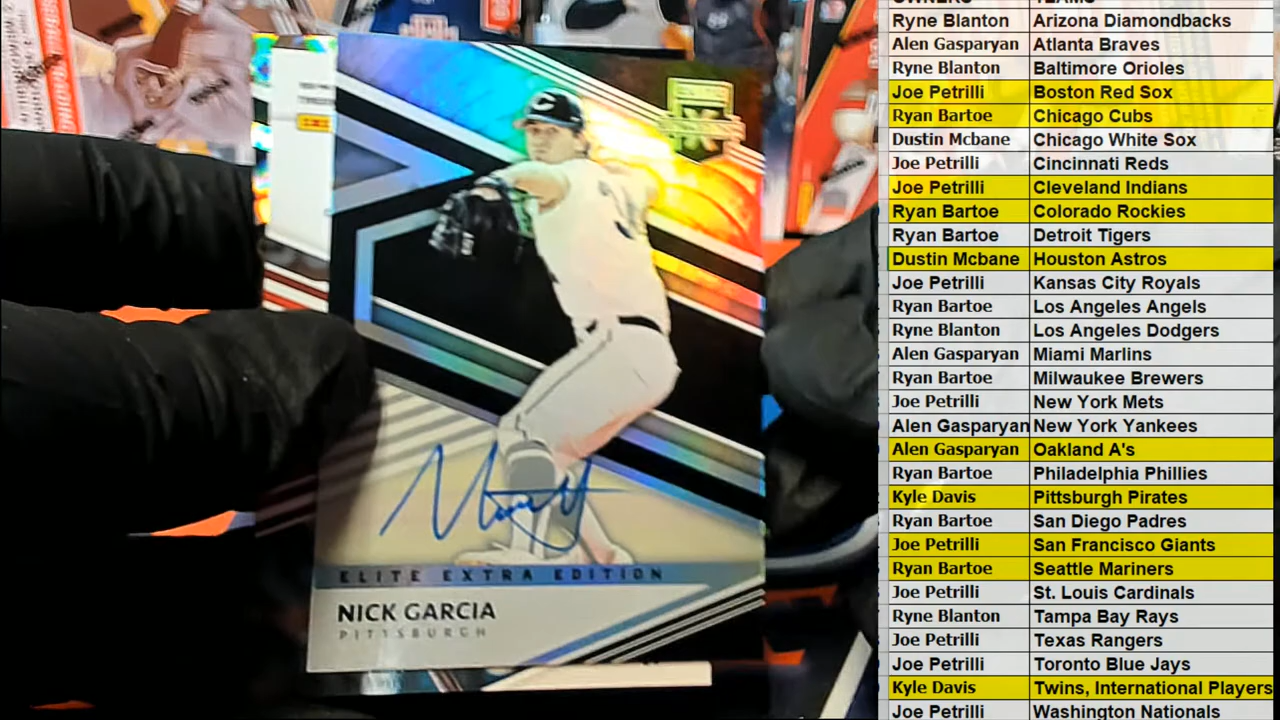 ELITE
EXTRA
EDITION
C
ELITE EXTRA EDITION
NICK GARCIA
PITTSBURGH
OWNERS TEAMS
Ryne Blanton Arizona Diamondbacks
Alen Gasparyan Atlanta Braves
Ryne Blanton Baltimore Orioles
Joe Petrilli Boston Red Sox
Ryan Bartoe Chicago Cubs
Dustin Mcbane Chicago White Sox
Joe Petrilli Cincinnati Reds
Joe Petrilli Cleveland Indians
Ryan Bartoe Colorado Rockies
Ryan Bartoe Detroit Tigers
Dustin Mcbane Houston Astros
Joe Petrilli Kansas City Royals
Ryan Bartoe Los Angeles Angels
Ryne Blanton Los Angeles Dodgers
Alen Gasparyan Miami Marlins
Ryan Bartoe Milwaukee Brewers
Joe Petrilli New York Mets
Alen Gasparyan New York Yankees
Alen Gasparyan Oakland A's
Ryan Bartoe Philadelphia Phillies
Kyle Davis Pittsburgh Pirates
Ryan Bartoe San Diego Padres
Joe Petrilli San Francisco Giants
Ryan Bartoe Seattle Mariners
Joe Petrilli St. Louis Cardinals
Ryne Blanton Tampa Bay Rays
Joe Petrilli Texas Rangers
Joe Petrilli Toronto Blue Jays
Kyle Davis Twins, International Players
Joe Petrilli Washington Nationals